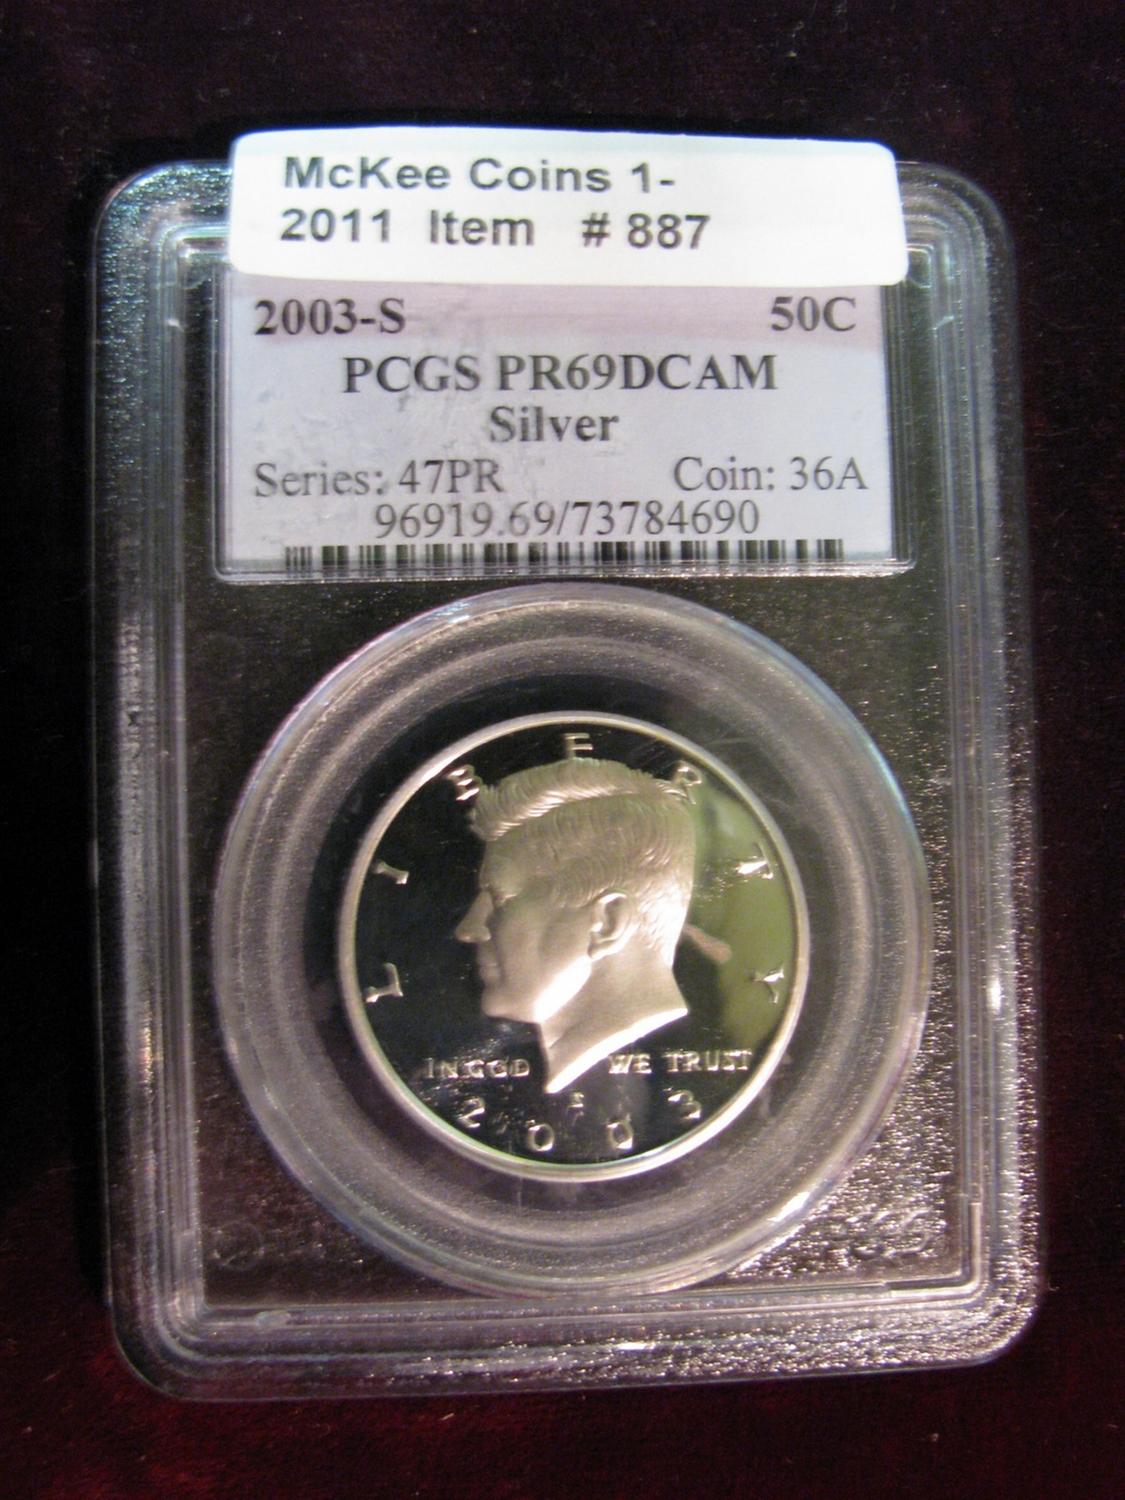 McKee Coins 1-
2011 Item # 887
2003-S 50C
PCGS PR69DCAM
Silver
Series: 47PR Coin: 36A
96919.69/73784690
LIBERTY
IN GOD WE TRUST
S
2003